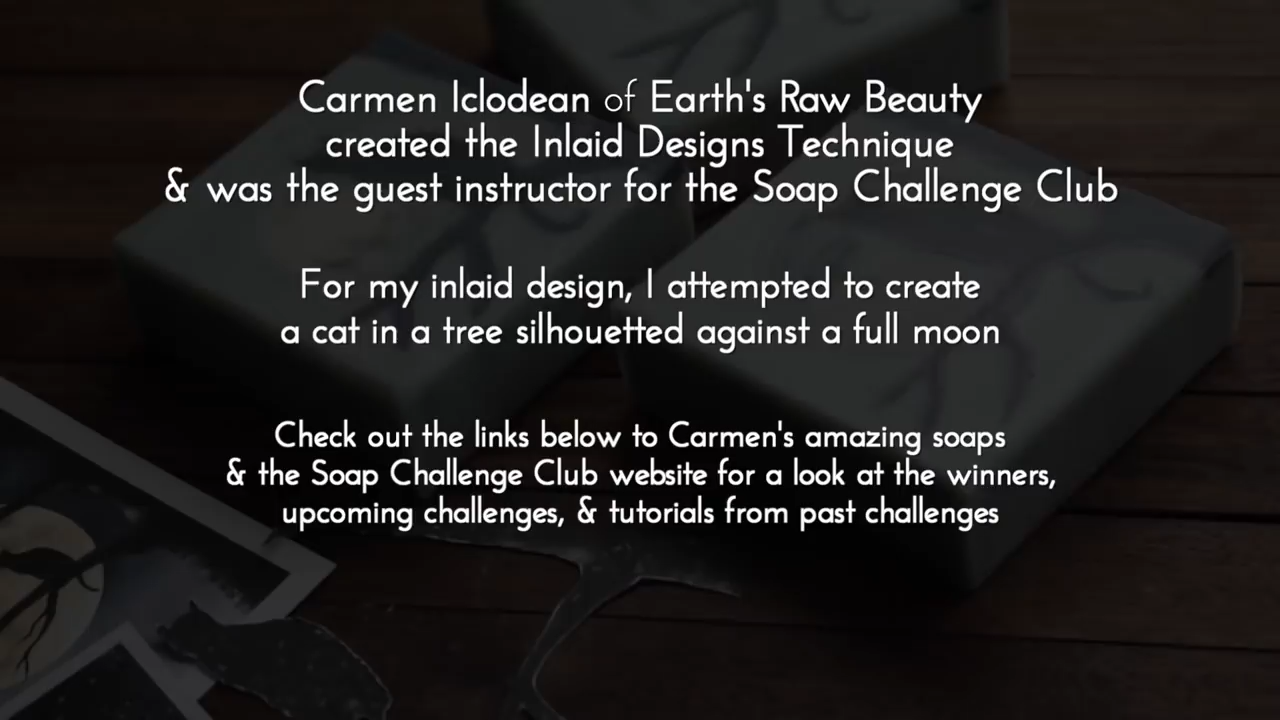 Carmen Iclodean of Earth's Raw Beauty
created the Inlaid Designs Technique
& was the guest instructor for the Soap Challenge Club
For my inlaid design, I attempted to create
a cat in a tree silhouetted against a full moon
Check out the links below to Carmen's amazing soaps
& the Soap Challenge Club website for a look at the winners,
upcoming challenges, & tutorials from past challenges